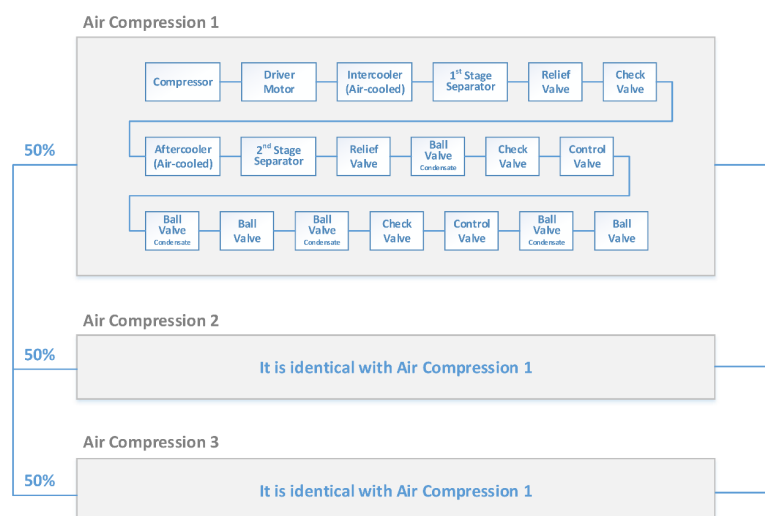 Air Compression 1
Compressor
Driver
Motor
Intercooler
(Air-cooled)
1st Stage
Separator
Relief
Valve
Check
Valve
Aftercooler
(Air-cooled)
2nd Stage
Separator
Relief
Valve
Ball
Valve
Condensate
Check
Valve
Control
Valve
50%
Ball
Valve
Condensate
Ball
Valve
Ball
Valve
Condensate
Check
Valve
Control
Valve
Ball
Valve
Condensate
Ball
Valve
Air Compression 2
50%
It is identical with Air Compression 1
Air Compression 3
50%
It is identical with Air Compression 1